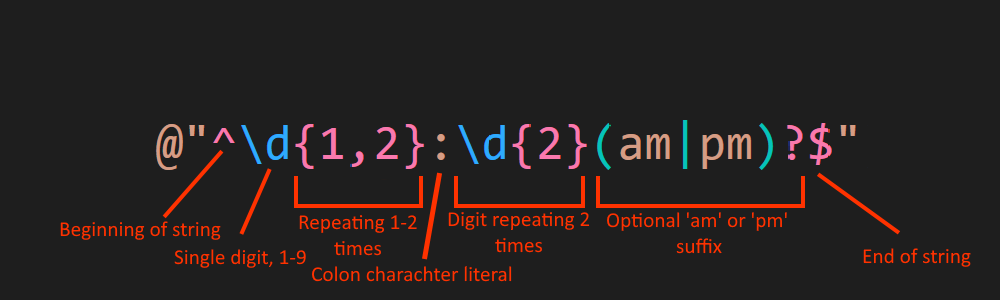 @"^\d{1,2}:\d{2}(am|pm)?$"
Beginning of string
Single digit, 1-9
Repeating 1-2
times
Colon charachter literal
Digit repeating 2
times
Optional 'am' or 'pm'
suffix
End of string